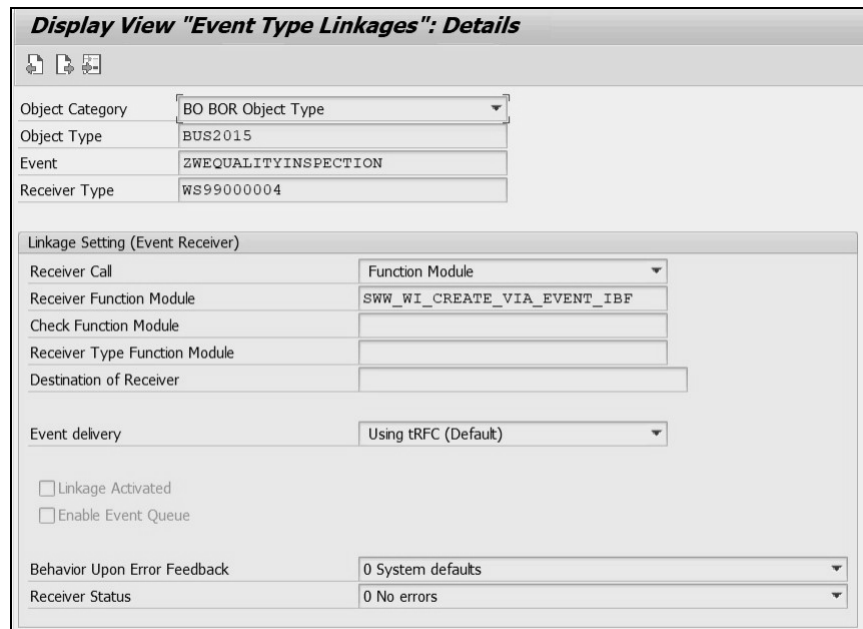 Display View "Event Type Linkages": Details
Object Category BO BOR Object Type
Object Type BUS2015
Event ZWEQUALITYINSPECTION
Receiver Type WS99000004
Linkage Setting (Event Receiver)
Receiver Call Function Module
Receiver Function Module SWW_WI_CREATE_VIA_EVENT_IBF
Check Function Module
Receiver Type Function Module
Destination of Receiver
Event delivery Using tRFC (Default)
Linkage Activated
Enable Event Queue
Behavior Upon Error Feedback 0 System defaults
Receiver Status 0 No errors